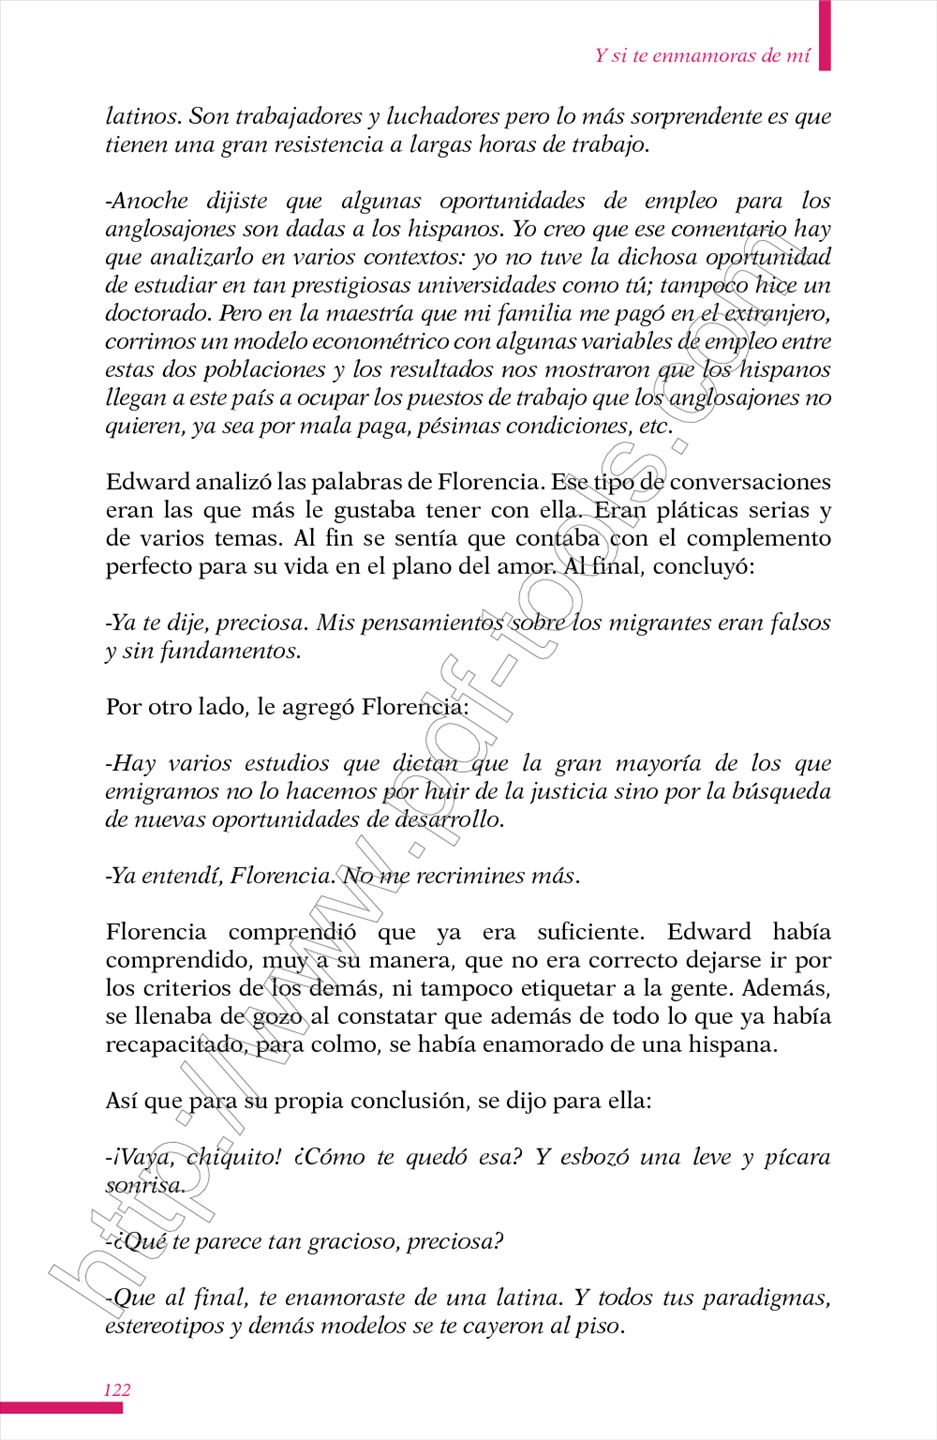 Y si te enmamoras de mí
latinos. Son trabajadores y luchadores pero lo más sorprendente es que
tienen una gran resistencia a largas horas de trabajo.
-Anoche dijiste que algunas oportunidades de empleo para los
anglosajones son dadas a los hispanos. Yo creo que ese comentario hay
que analizarlo en varios contextos: yo no tuve la dichosa oportunidad
de estudiar en tan prestigiosas universidades como tú; tampoco hice un
doctorado. Pero en la maestría que mi familia me pagó en el extranjero,
corrimos un modelo econométrico con algunas variables de empleo entre
estas dos poblaciones y los resultados nos mostraron que los hispanos
llegan a este país a ocupar los puestos de trabajo que los anglosajones no
quieren, ya sea por mala paga, pésimas condiciones, etc.
Edward analizó las palabras de Florencia. Ese tipo de conversaciones
eran las que más le gustaba tener con ella. Eran pláticas serias y
de varios temas. Al fin se sentía que contaba con el complemento
perfecto para su vida en el plano del amor. Al final, concluyó:
-Ya te dije, preciosa. Mis pensamientos sobre los migrantes eran falsos
y sin fundamentos.
Por otro lado, le agregó Florencia:
-Hay varios estudios que dictan que la gran mayoría de los que
emigramos no lo hacemos por huir de la justicia sino por la búsqueda
de nuevas oportunidades de desarrollo.
-Ya entendí, Florencia. No me recrimines más.
Florencia comprendió que ya era suficiente. Edward había
comprendido, muy a su manera, que no era correcto dejarse ir por
los criterios de los demás, ni tampoco etiquetar a la gente. Además,
se llenaba de gozo al constatar que además de todo lo que ya había
recapacitado, para colmo, se había enamorado de una hispana.
Así que para su propia conclusión, se dijo para ella:
-¡Vaya, chiquito! ¿Cómo te quedó esa? Y esbozó una leve y pícara
sonrisa.
-¿Qué te parece tan gracioso, preciosa?
-Que al final, te enamoraste de una latina. Y todos tus paradigmas,
estereotipos y demás modelos se te cayeron al piso.
122
http://www.pdf-tools.com